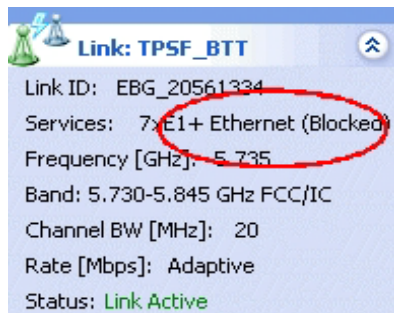 Link: TPSF_BTT
Link ID: EBG_20561334
Services: 7xE1+ Ethernet (Blocked)
Frequency [GHz]: 5.735
Band: 5.730-5.845 GHz FCC/IC
Channel BW [MHz]: 20
Rate [Mbps]: Adaptive
Status: Link Active